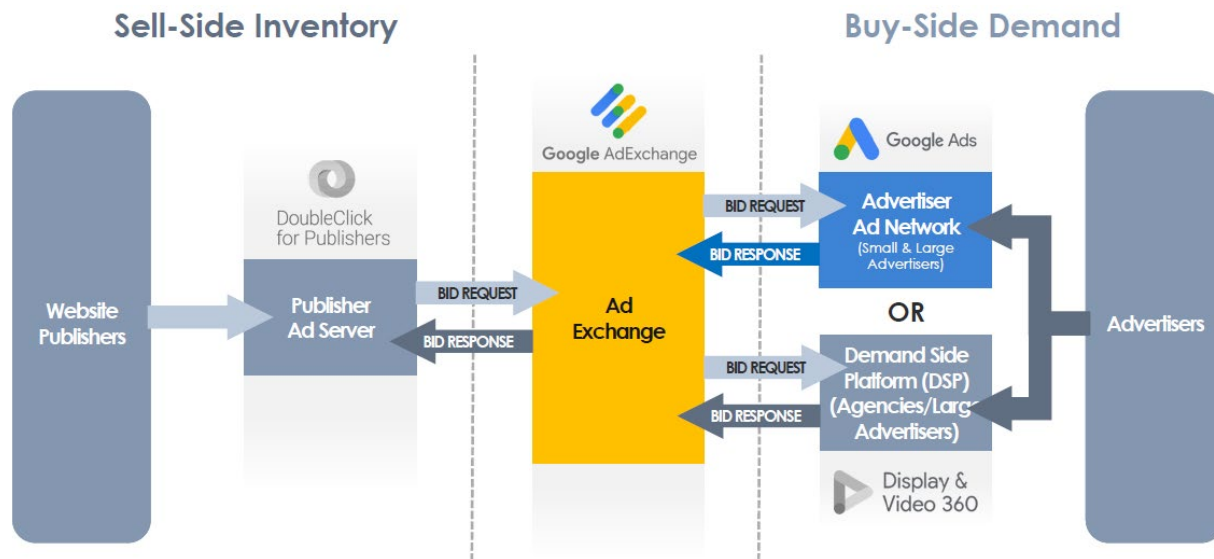 Sell-Side Inventory
Buy-Side Demand
Website
Publishers
DoubleClick
for Publishers
Publisher
Ad Server
BID REQUEST
BID RESPONSE
Google AdExchange
Ad
Exchange
BID REQUEST
BID RESPONSE
BID REQUEST
BID RESPONSE
Google Ads
Advertiser
Ad Network
(Small & Large
Advertisers)
OR
Demand Side
Platform (DSP)
(Agencies/Large
Advertisers)
Display &
Video 360
Advertisers